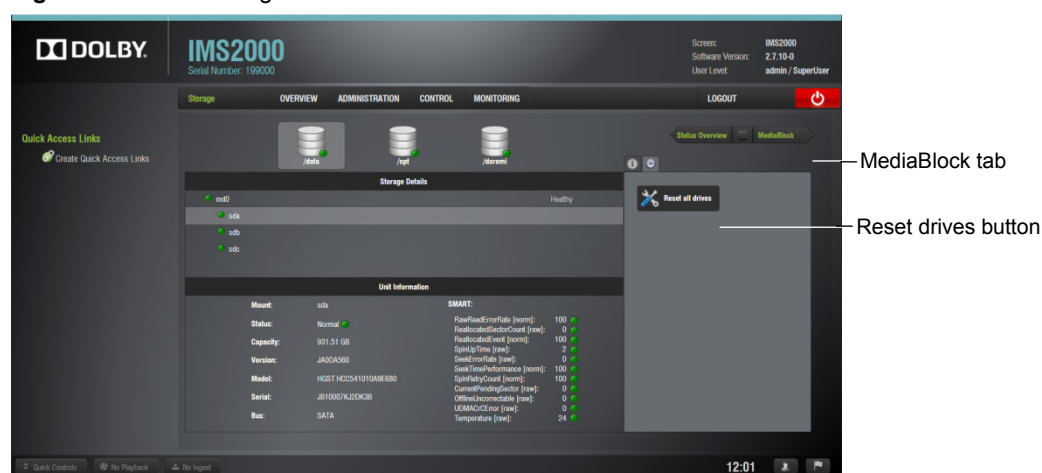 DOLBY.
IMS2000
Serial Number: 199000
Screen: IMS2000
Software Version: 2.7.10-0
User Level: admin / SuperUser
Storage OVERVIEW ADMINISTRATION CONTROL MONITORING LOGOUT
Quick Access Links
Create Quick Access Links
/data /opt /doremi
Status Overview MediaBlock
MediaBlock tab
Storage Details
md0 Healthy
sda
sdb
sdc
Reset all drives
Reset drives button
Unit Information
Mount: sda
Status: Normal
Capacity: 931.51 GB
Version: JA0OA560
Model: HGST HCC541010A9E680
Serial: J810007KJ2DK3B
Bus: SATA
SMART:
RawReadErrorRate [norm]: 100
ReallocatedSectorCount [raw]: 0
ReallocatedEvent [norm]: 100
SpinUpTime [raw]: 2
SeekErrorRate [raw]: 0
SeekTimePerformance [norm]: 100
SpinRetryCount [norm]: 100
CurrentPendingSector [raw]: 0
OfflineUncorrectable [raw]: 0
UDMACrCError [raw]: 0
Temperature [raw]: 24
Quick Controls No Playback No Ingest 12:01